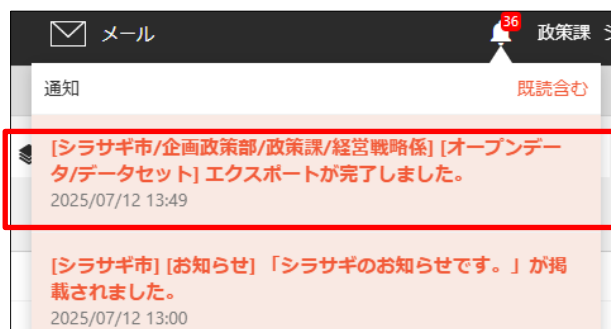 メール
36
政策課
通知
既読含む
[シラサギ市/企画政策部/政策課/経営戦略係] [オープンデー
タ/データセット] エクスポートが完了しました。
2025/07/12 13:49
[シラサギ市] [お知らせ] 「シラサギのお知らせです。」が掲
載されました。
2025/07/12 13:00